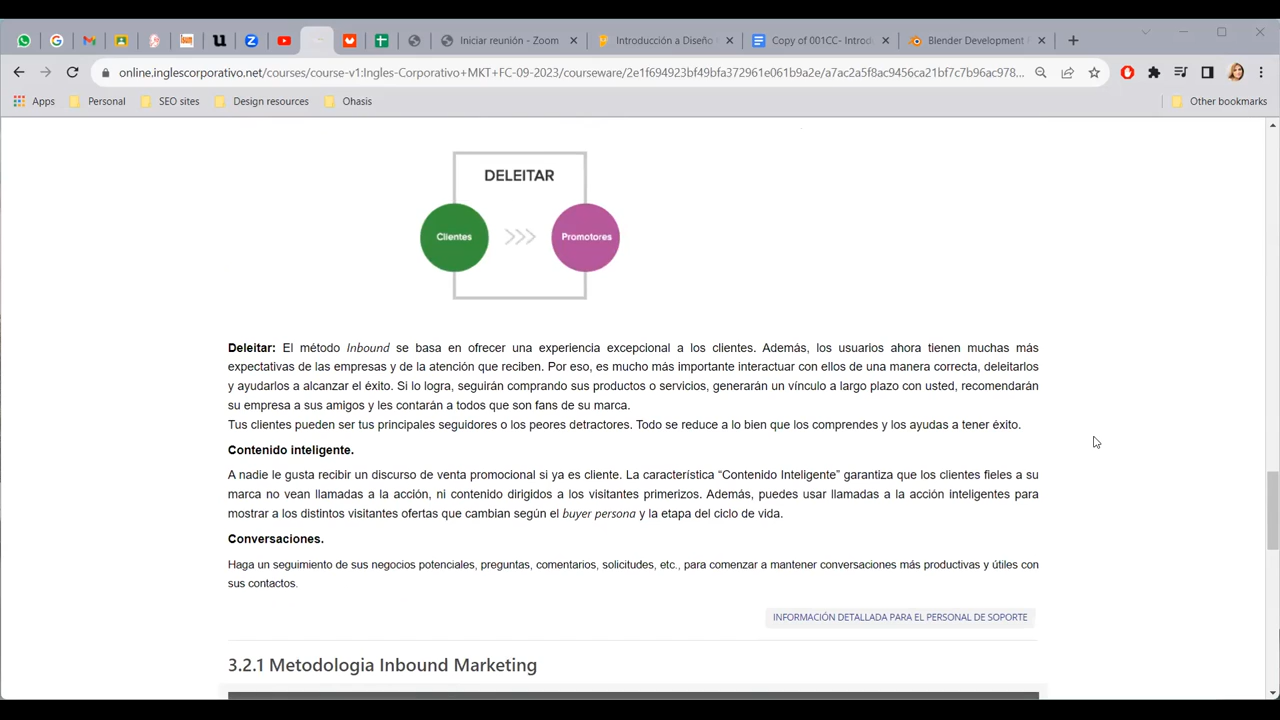 Iniciar reunión - Zoom
Introducción a Diseño
Copy of 001CC- Introd
Blender Development
online.inglescorporativo.net/courses/course-v1:Ingles-Corporativo+MKT+FC-09-2023/courseware/2e1f694923bf49bfa372961e061b9a2e/a7ac2a5f8ac9456ca21bf7c7b96ac978...
Apps
Personal
SEO sites
Design resources
Ohasis
Other bookmarks
DELEITAR
Clientes
Promotores
Deleitar: El método Inbound se basa en ofrecer una experiencia excepcional a los clientes. Además, los usuarios ahora tienen muchas más
expectativas de las empresas y de la atención que reciben. Por eso, es mucho más importante interactuar con ellos de una manera correcta, deleitarlos
y ayudarlos a alcanzar el éxito. Si lo logra, seguirán comprando sus productos o servicios, generarán un vínculo a largo plazo con usted, recomendarán
su empresa a sus amigos y les contarán a todos que son fans de su marca.
Tus clientes pueden ser tus principales seguidores o los peores detractores. Todo se reduce a lo bien que los comprendes y los ayudas a tener éxito.
Contenido inteligente.
A nadie le gusta recibir un discurso de venta promocional si ya es cliente. La característica “Contenido Inteligente” garantiza que los clientes fieles a su
marca no vean llamadas a la acción, ni contenido dirigidos a los visitantes primerizos. Además, puedes usar llamadas a la acción inteligentes para
mostrar a los distintos visitantes ofertas que cambian según el buyer persona y la etapa del ciclo de vida.
Conversaciones.
Haga un seguimiento de sus negocios potenciales, preguntas, comentarios, solicitudes, etc., para comenzar a mantener conversaciones más productivas y útiles con
sus contactos.
INFORMACIÓN DETALLADA PARA EL PERSONAL DE SOPORTE
3.2.1 Metodologia Inbound Marketing